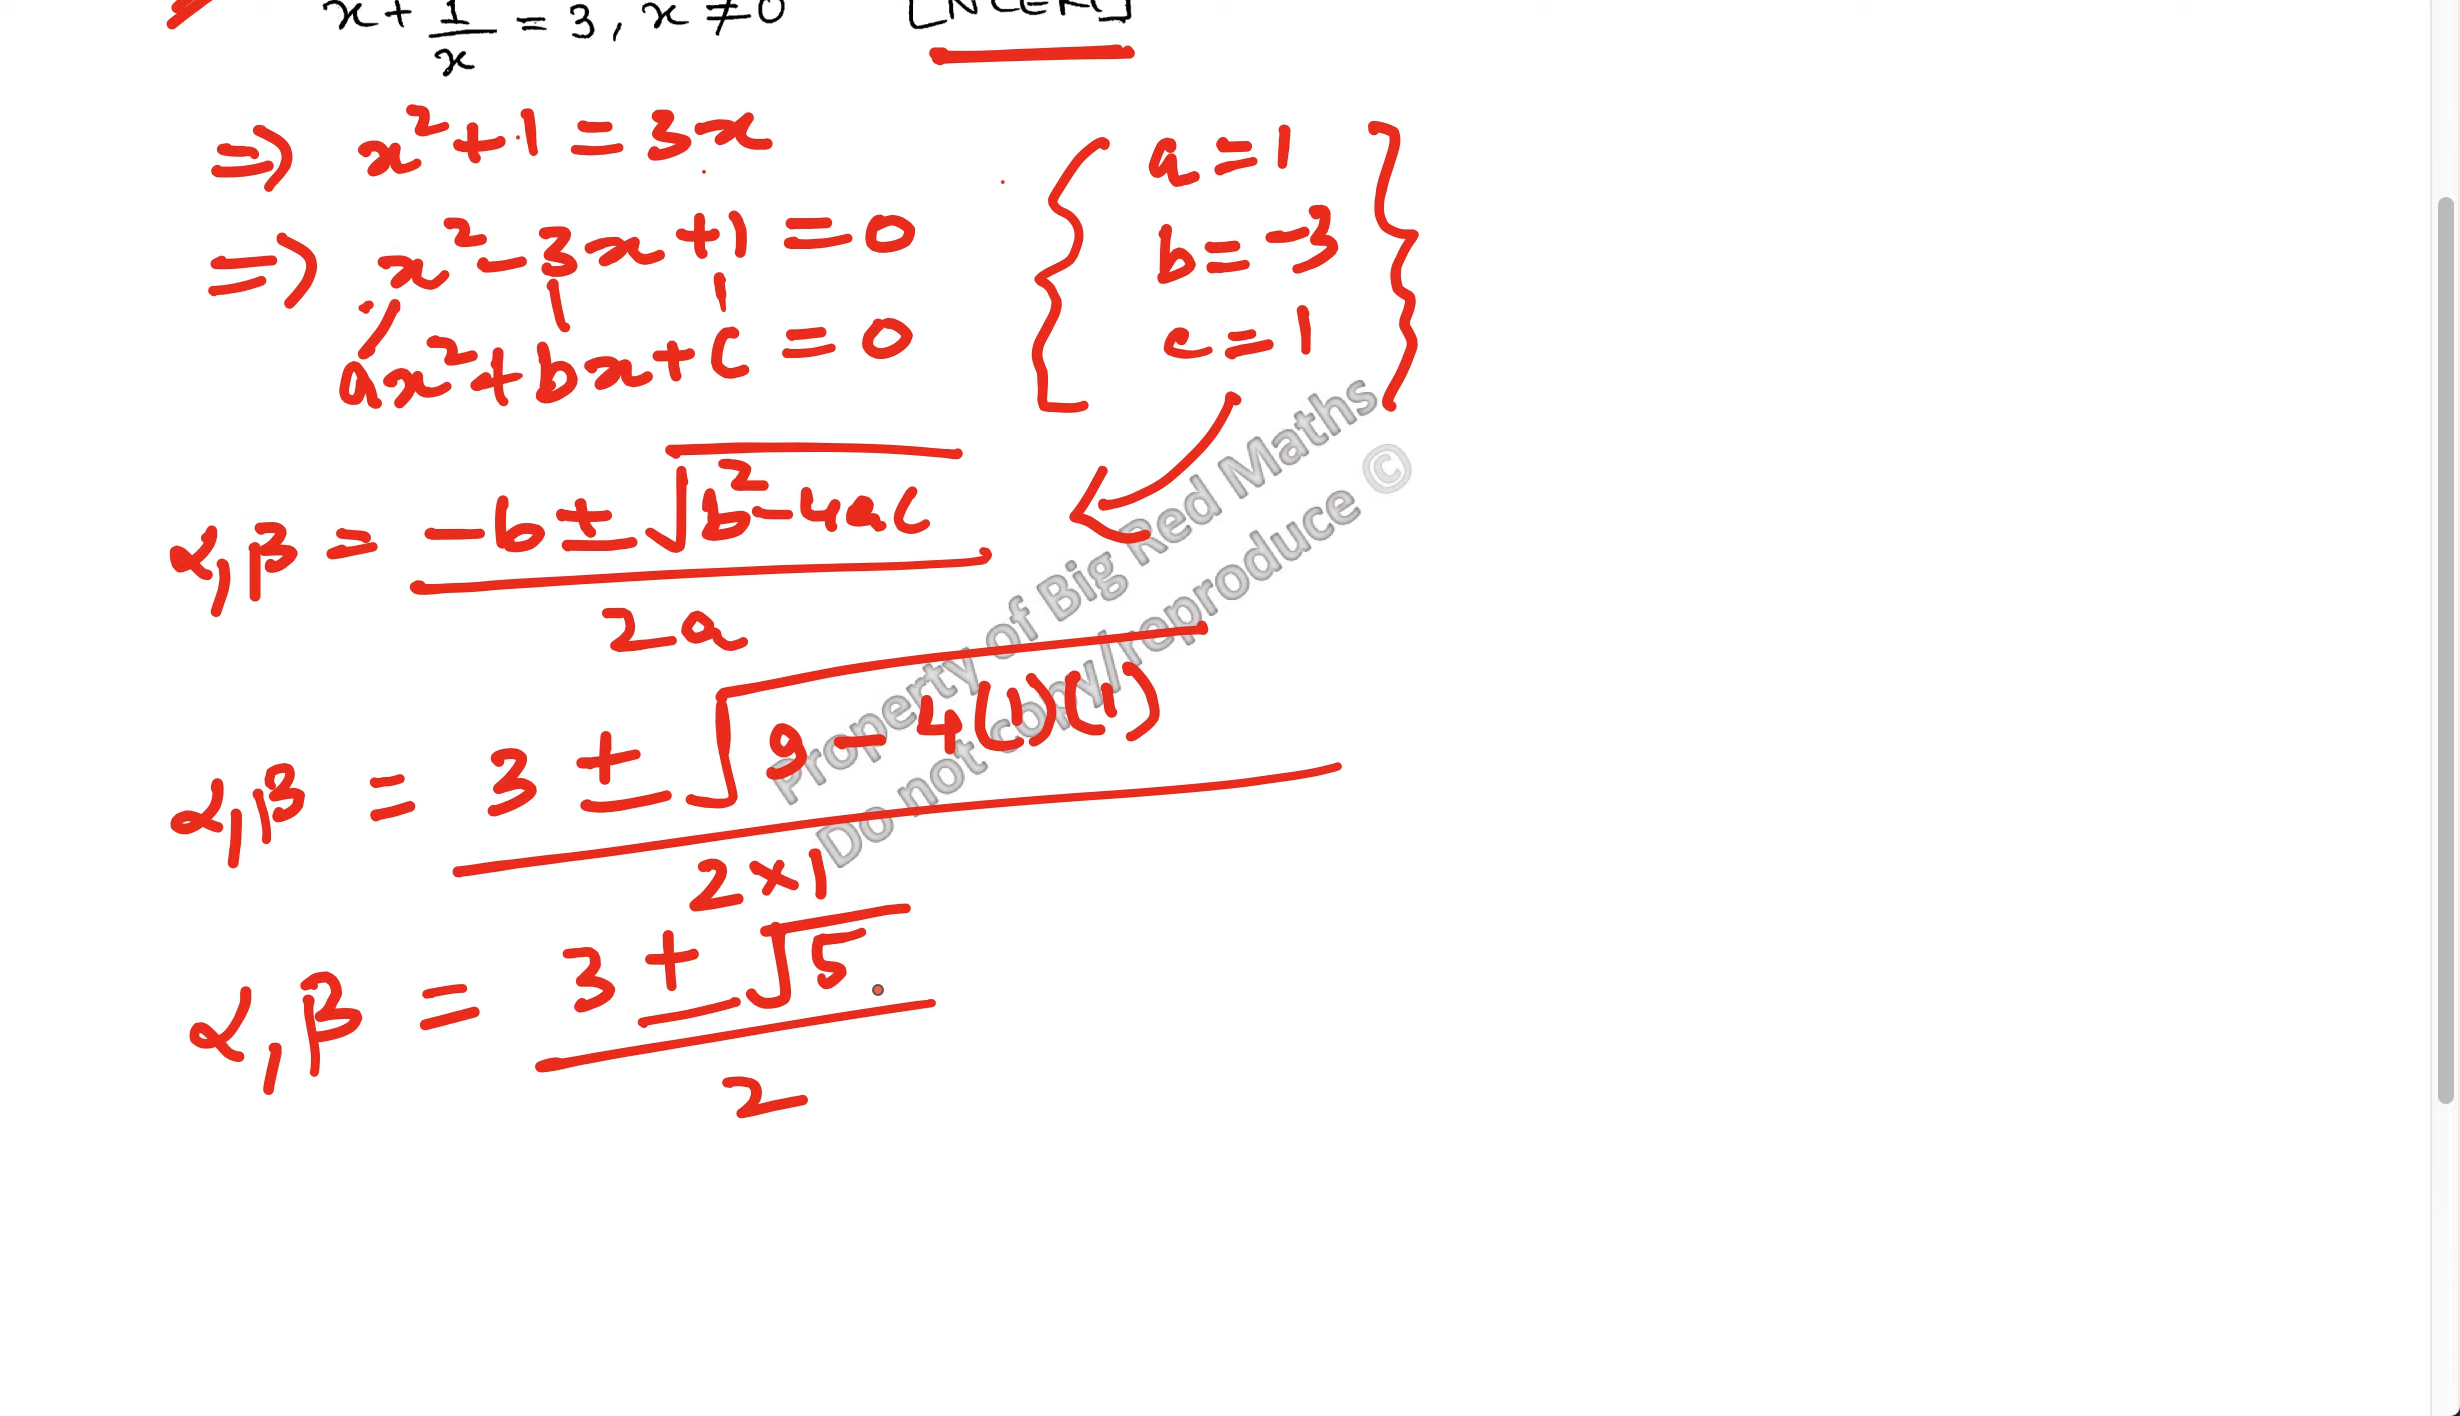 x + 1/x = 3, x ≠ 0 [NCERT]
⇒ x² + 1 = 3x
⇒ x² - 3x + 1 = 0
ax² + bx + c = 0
{ a = 1
b = -3
c = 1 }
α, β = (-b ± √(b² - 4ac)) / 2a
α, β = (3 ± √(9 - 4(1)(1))) / 2×1
α, β = (3 ± √5) / 2
Property of Big Red Maths
Do not copy/reproduce ©